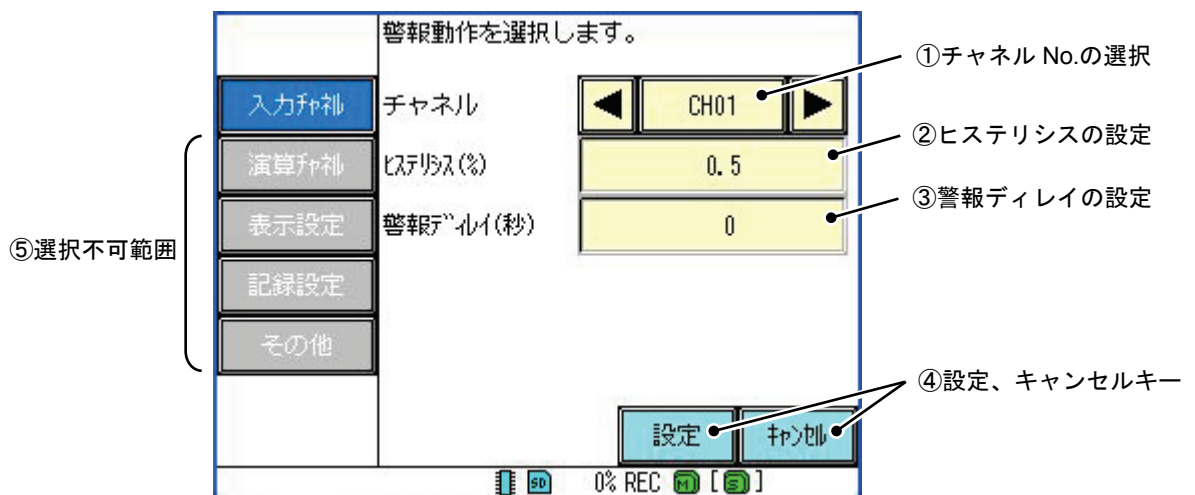 警報動作を選択します。
①チャネル No.の選択
入力ﾁｬﾈﾙ
チャネル
◀ CH01 ▶
②ヒステリシスの設定
演算ﾁｬﾈﾙ
ﾋｽﾃﾘｼｽ(%)
0.5
③警報ディレイの設定
表示設定
警報ﾃﾞｨﾚｲ(秒)
0
⑤選択不可範囲
記録設定
その他
④設定、キャンセルキー
設定
ｷｬﾝｾﾙ
SD 0% REC M [S]